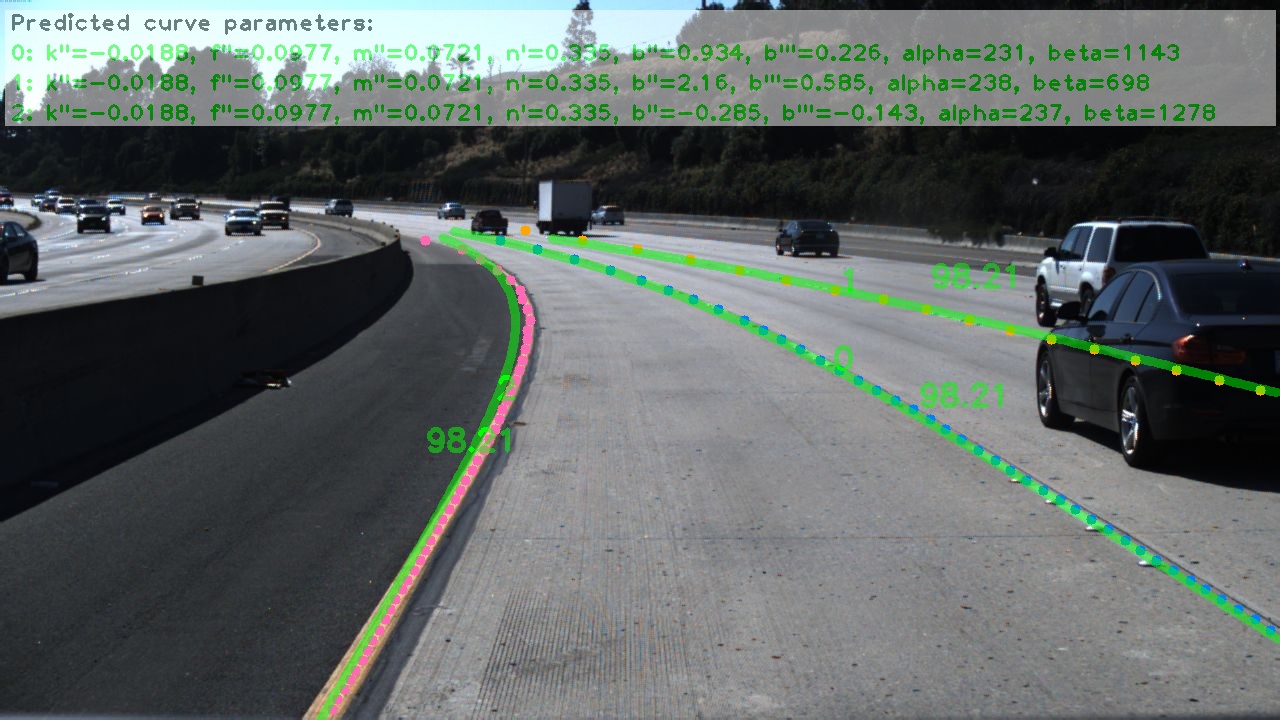 Predicted curve parameters:
0: k''=-0.0188, f''=0.0977, m''=0.0721, n'=0.335, b''=0.934, b'''=0.226, alpha=231, beta=1143
1: k''=-0.0188, f''=0.0977, m''=0.0721, n'=0.335, b''=2.16, b'''=0.585, alpha=238, beta=698
2: k''=-0.0188, f''=0.0977, m''=0.0721, n'=0.335, b''=-0.285, b'''=-0.143, alpha=237, beta=1278
1 98.21
0
98.21
2
98.21